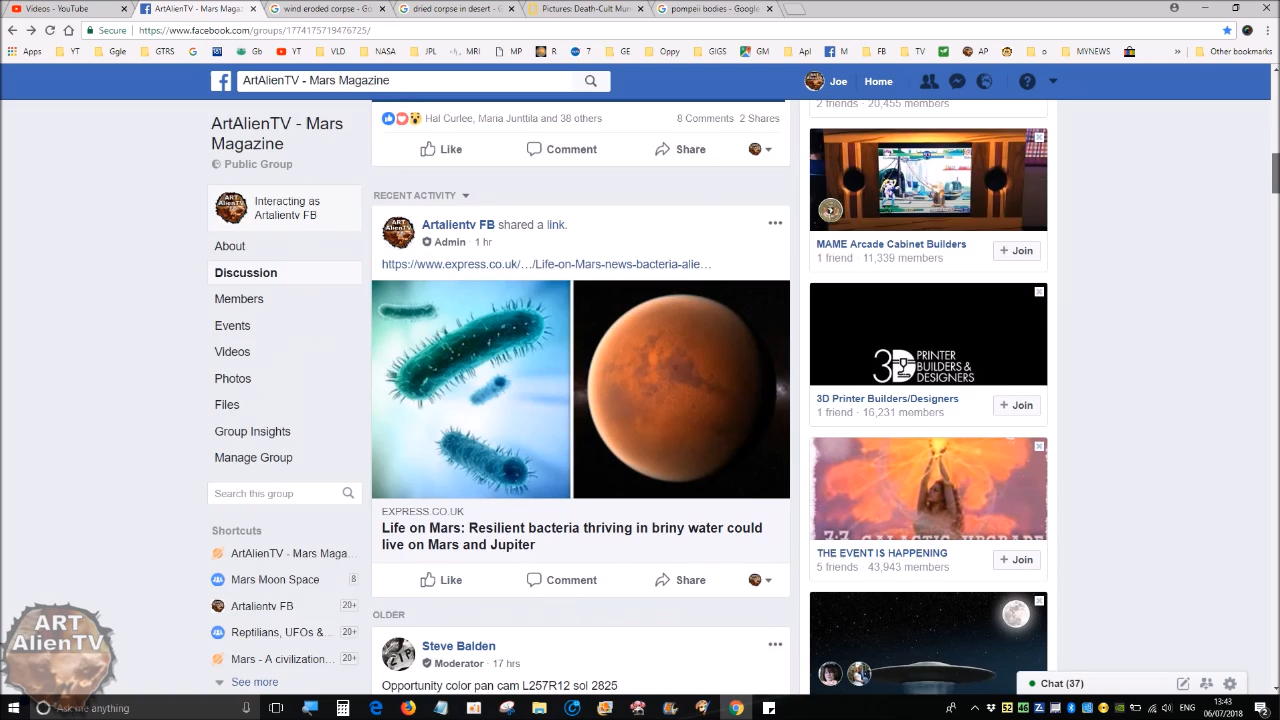 YouTube - YouTube
ArtAlienTV - Mars Magaz
wind eroded corpse - Go
dried corpse in desert - G
Pictures: Death-Cult Mur
pompeii bodies - Google
Secure
https://www.facebook.com/groups/1774175719476725/
Apps YT Ggle GTRS G eb YT VLD NASA JPL MRI MP R 7 GE Oppy GIGS GM Apl M FB TV AP o MYNEWS » Other bookmarks
ArtAlienTV - Mars Magazine
Joe Home
ArtAlienTV - Mars
Magazine
Public Group
Interacting as
Artalientv FB
About
Discussion
Members
Events
Videos
Photos
Files
Group Insights
Manage Group
Search this group
Shortcuts
ArtAlienTV - Mars Maga...
Mars Moon Space 8
Artalientv FB 20+
Reptilians, UFOs &... 20+
Mars - A civilization... 20+
See more
Hal Curlee, Maria Junttila and 38 others 8 Comments 2 Shares
Like Comment Share
RECENT ACTIVITY
Artalientv FB shared a link.
Admin · 1 hr
https://www.express.co.uk/…/Life-on-Mars-news-bacteria-alie…
EXPRESS.CO.UK
Life on Mars: Resilient bacteria thriving in briny water could
live on Mars and Jupiter
Like Comment Share
OLDER
Steve Balden
Moderator · 17 hrs
Opportunity color pan cam L257R12 sol 2825
2 friends · 20,455 members
MAME Arcade Cabinet Builders
1 friend · 11,339 members
+ Join
3D PRINTER
BUILDERS &
DESIGNERS
3D Printer Builders/Designers
1 friend · 16,231 members
+ Join
7:7 GALACTIC UPGRADE
THE EVENT IS HAPPENING
5 friends · 43,943 members
+ Join
Chat (37)
ART
AlienTV
Ask me anything
52 46
ENG
13:43
06/07/2018